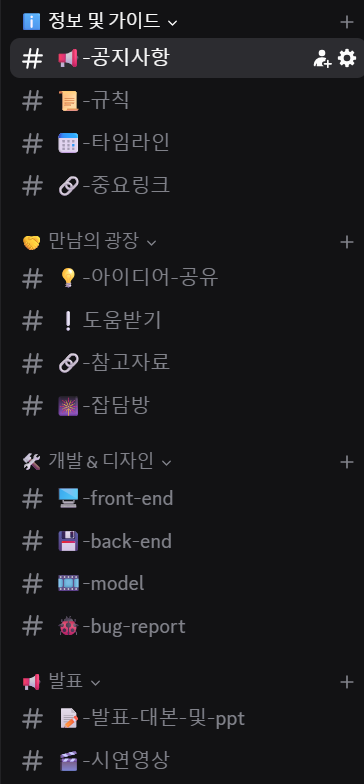 ℹ️ 정보 및 가이드
# 📢-공지사항
# 📜-규칙
# 🗓️-타임라인
# 🔗-중요링크
🤝 만남의 광장
# 💡-아이디어-공유
# ❕도움받기
# 🔗-참고자료
# 🎆-잡담방
🛠️ 개발 & 디자인
# 🖥️-front-end
# 💾-back-end
# 🎞️-model
# 🐞-bug-report
📢 발표
# 📝-발표-대본-및-ppt
# 🎬-시연영상